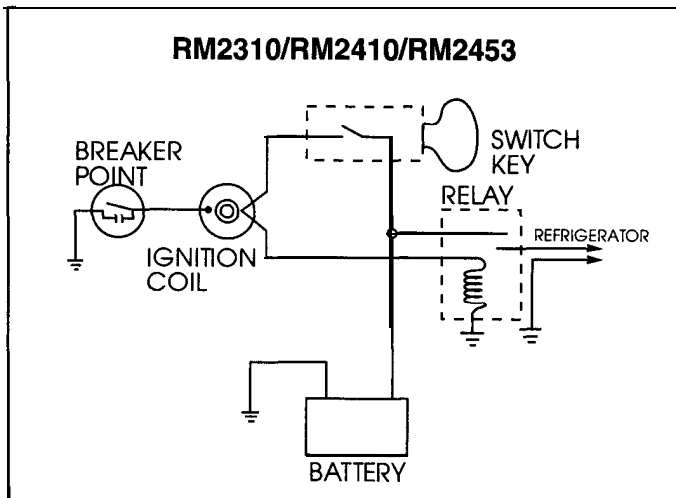 RM2310/RM2410/RM2453
BREAKER
POINT
SWITCH
KEY
RELAY
REFRIGERATOR
IGNITION
COIL
BATTERY